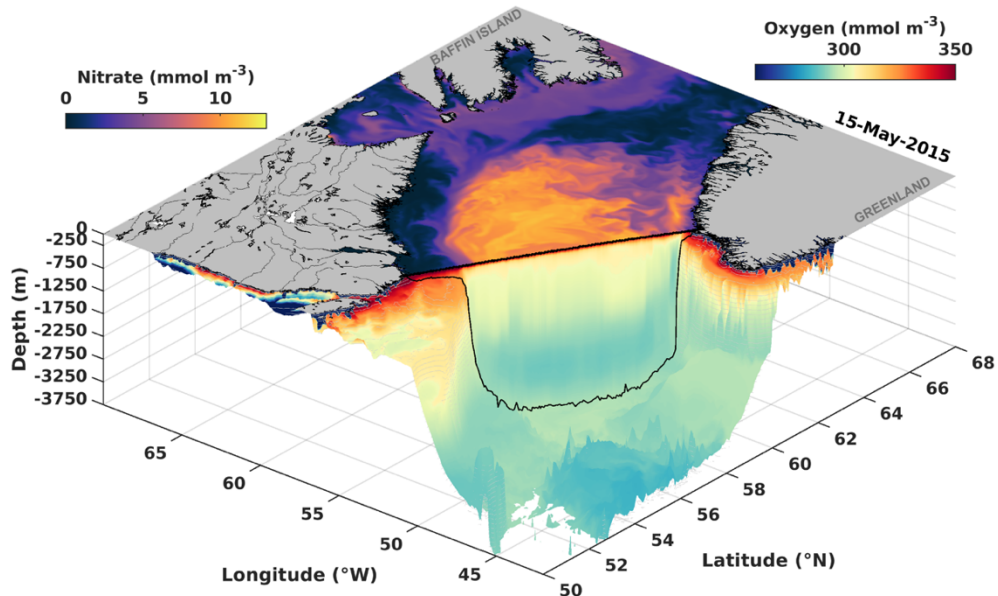 BAFFIN ISLAND
Oxygen (mmol m-3)
300 350
Nitrate (mmol m-3)
0 5 10
15-May-2015
GREENLAND
0
-250
-750
-1250
-1750
-2250
-2750
-3250
-3750
Depth (m)
65
60
55
50
45
Longitude (°W)
50
52
54
56
58
60
62
64
66
68
Latitude (°N)